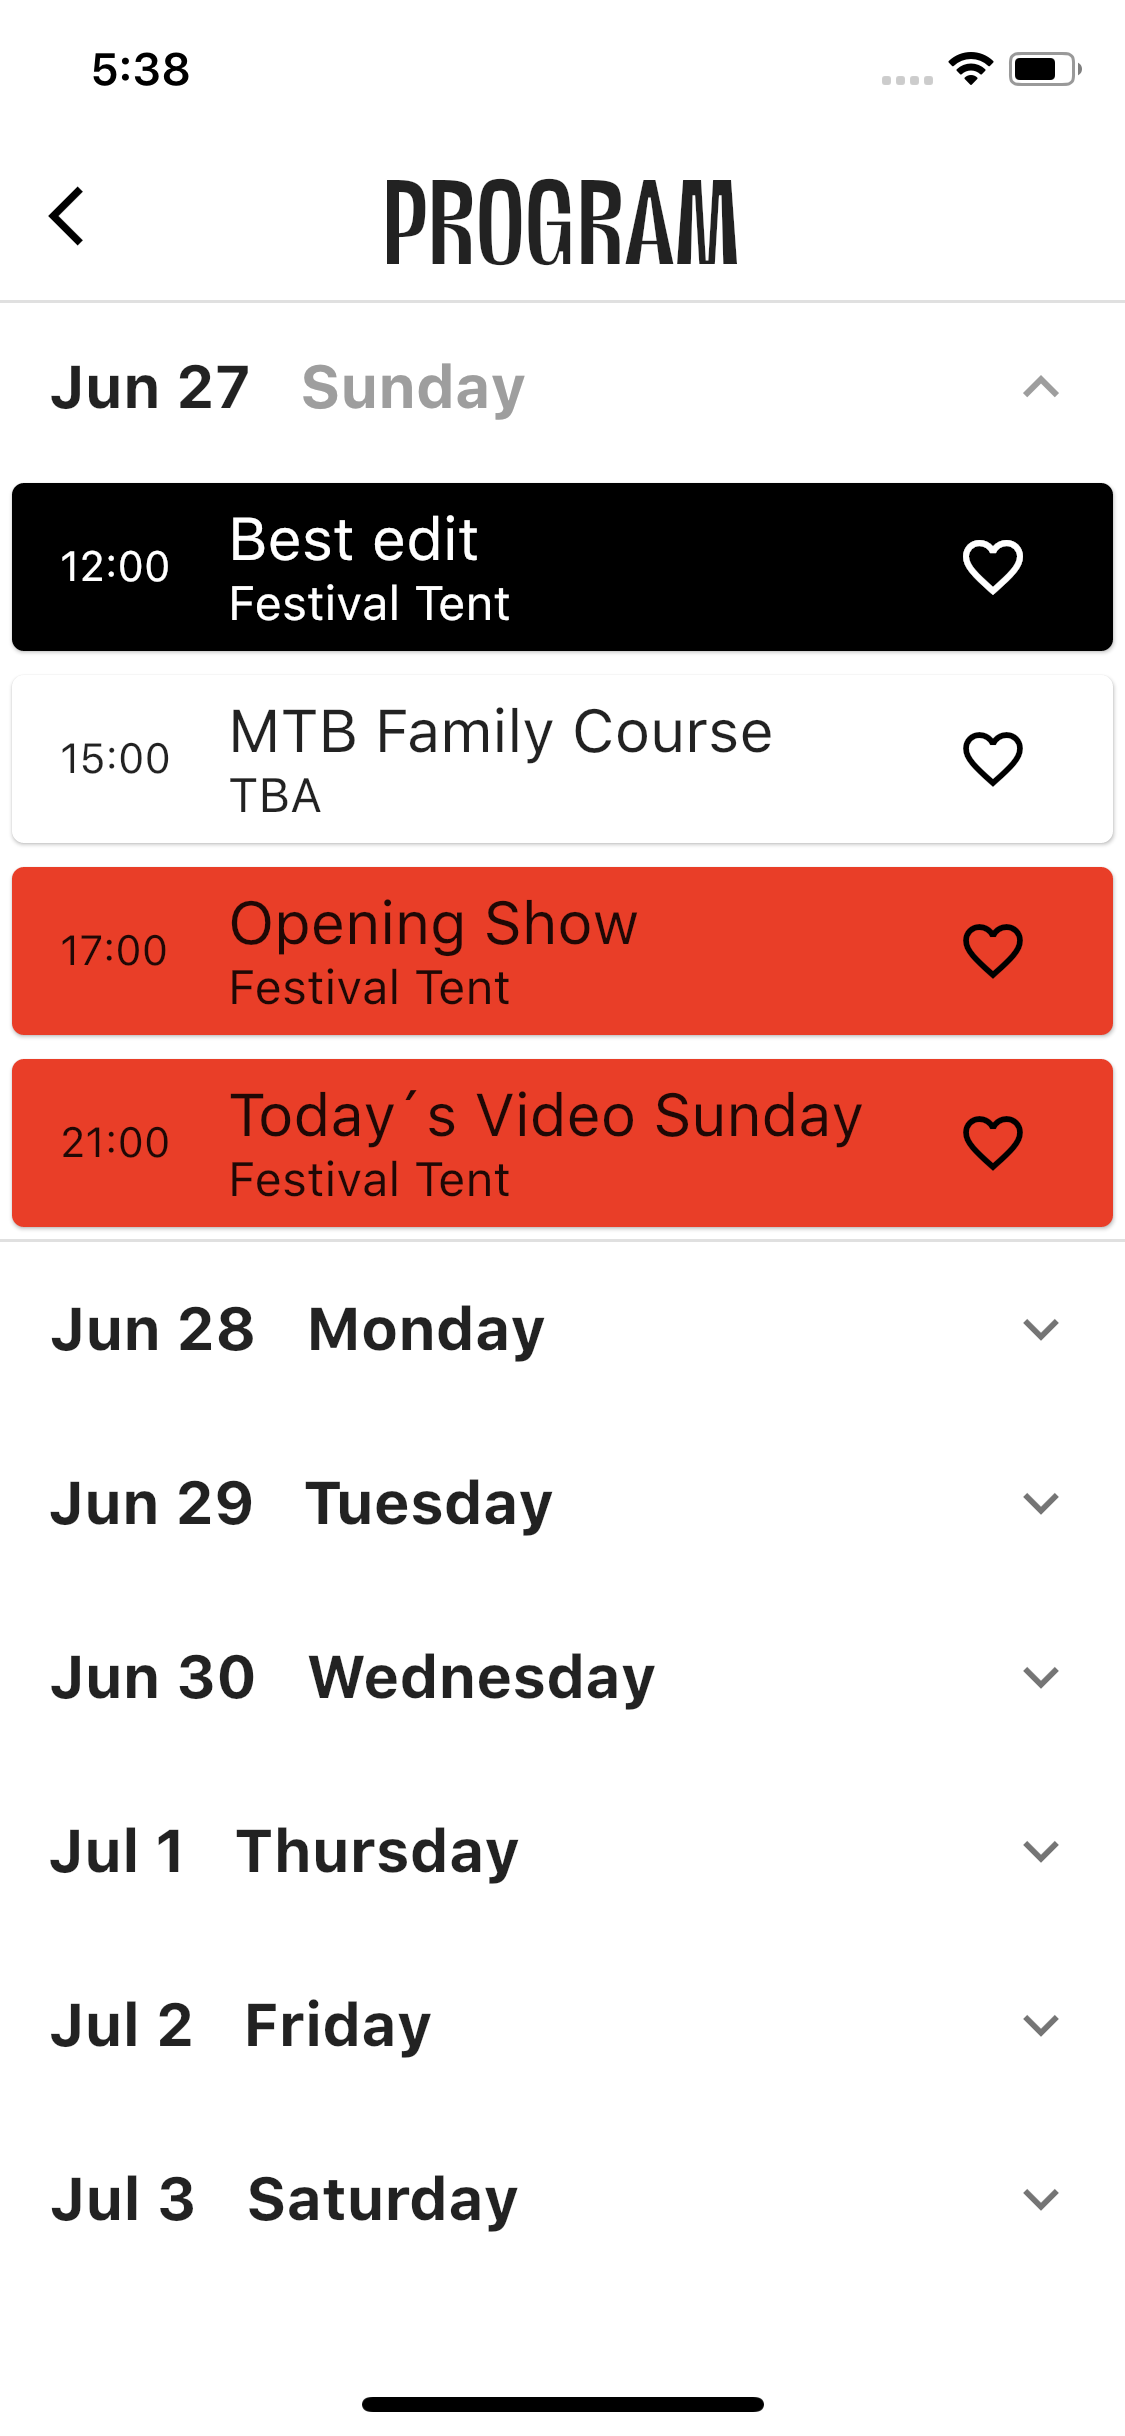 5:38
PROGRAM
Jun 27 Sunday
12:00
Best edit
Festival Tent
15:00
MTB Family Course
TBA
17:00
Opening Show
Festival Tent
21:00
Today´s Video Sunday
Festival Tent
Jun 28 Monday
Jun 29 Tuesday
Jun 30 Wednesday
Jul 1 Thursday
Jul 2 Friday
Jul 3 Saturday